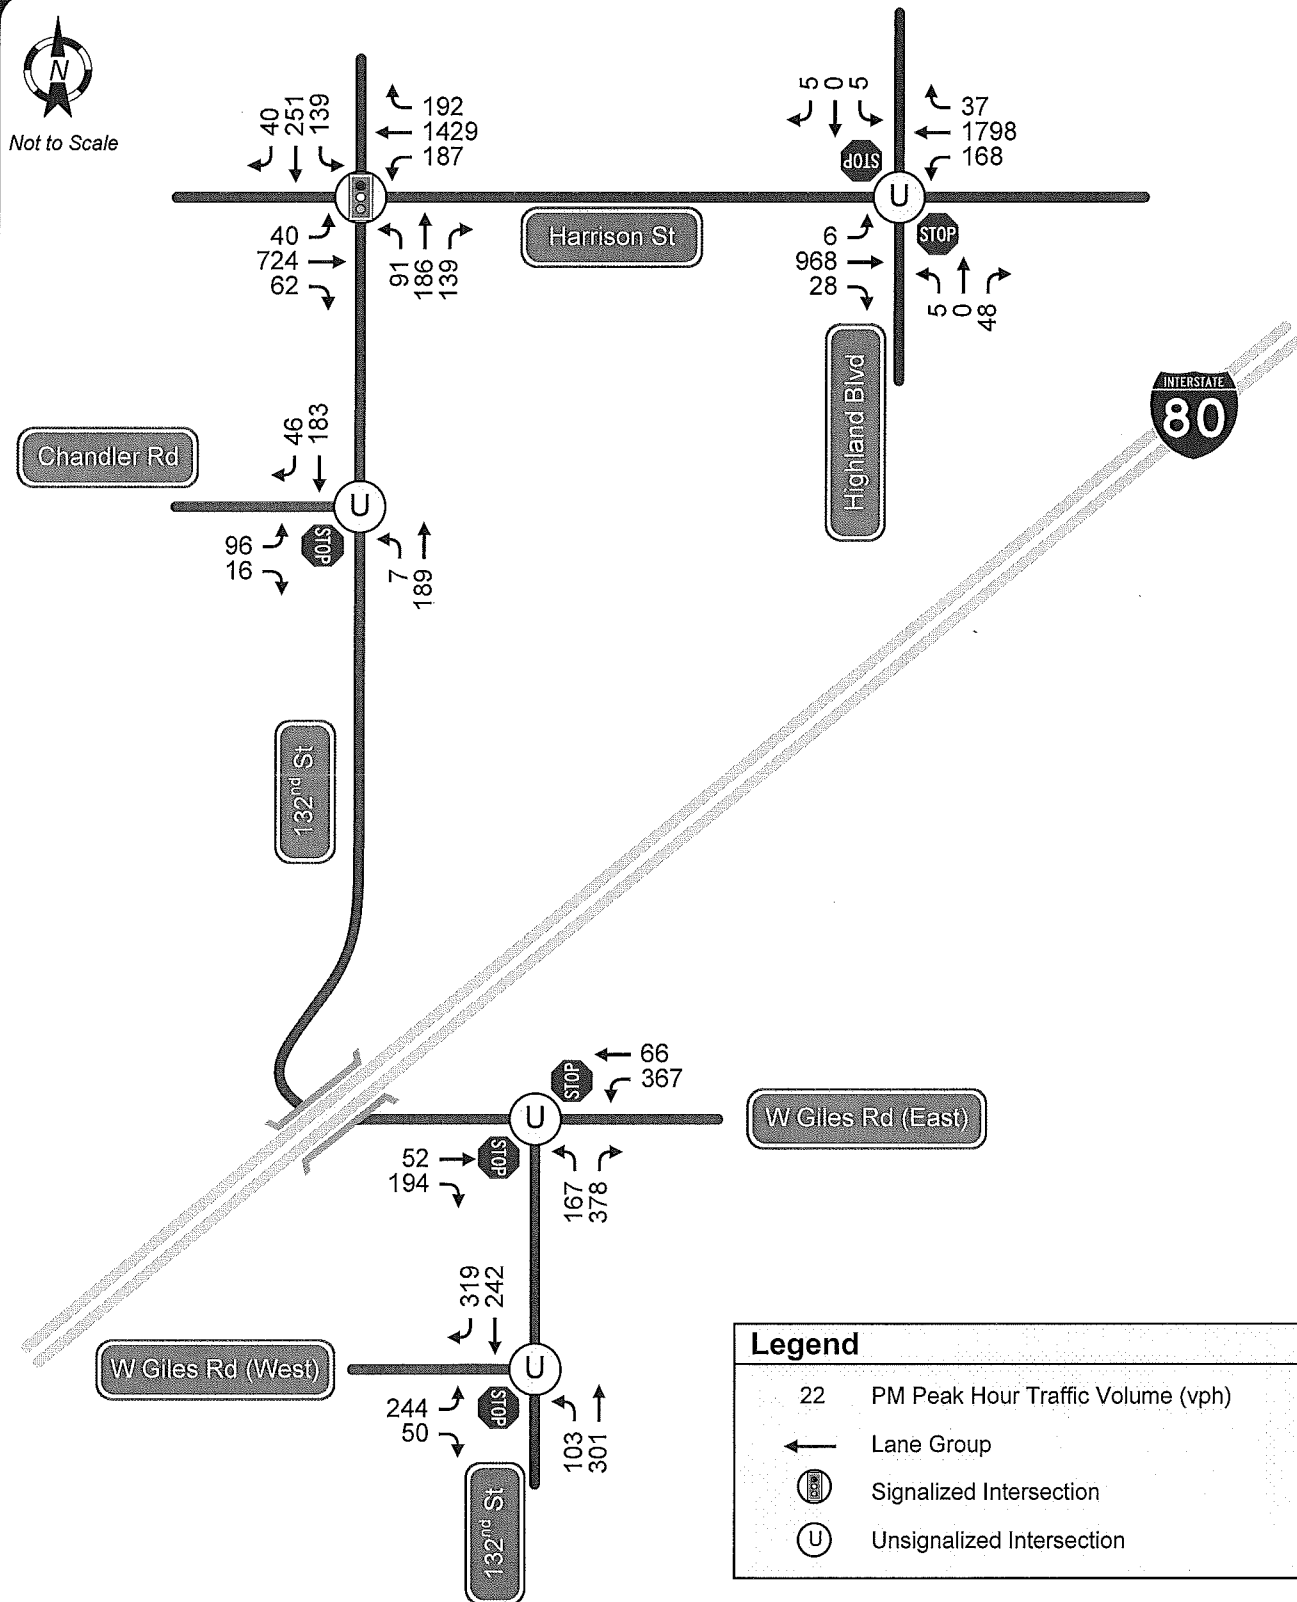 N
Not to Scale
40
251
139
192
1429
187
40
724
62
91
186
139
Harrison St
5
0
5
STOP
37
1798
168
U
STOP
6
968
28
5
0
48
Highland Blvd
INTERSTATE
80
Chandler Rd
46
183
U
STOP
96
16
7
189
132nd St
STOP
66
367
U
W Giles Rd (East)
STOP
52
194
167
378
319
242
W Giles Rd (West)
U
STOP
244
50
103
301
132nd St
Legend
22 PM Peak Hour Traffic Volume (vph)
Lane Group
Signalized Intersection
U Unsignalized Intersection